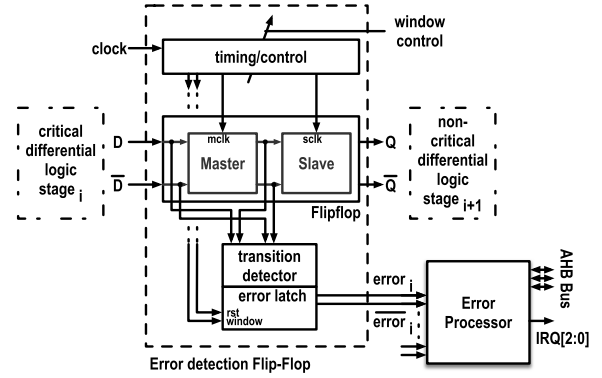 window
control
clock
timing/control
critical
differential
logic
stage i
D
D
mclk
Master
sclk
Slave
Q
Q
Flipflop
non-
critical
differential
logic
stage i+1
transition
detector
error latch
rst
window
error i
error i
Error
Processor
AHB Bus
IRQ[2:0]
Error detection Flip-Flop